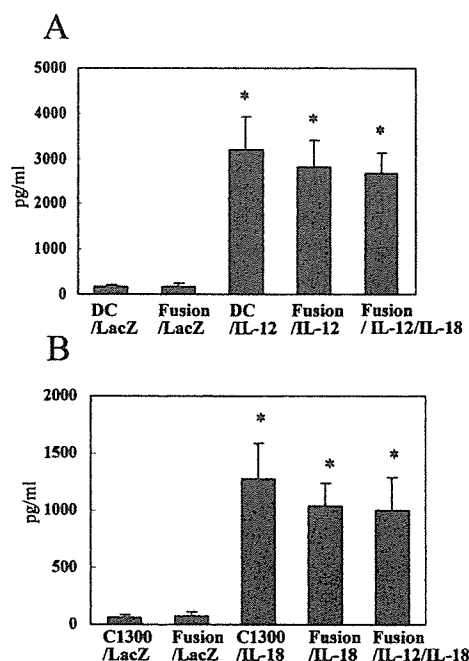 A
5000
4000
3000
2000
1000
0
pg/ml
* * *
DC Fusion DC Fusion Fusion
/LacZ /LacZ /IL-12 /IL-12 / IL-12/IL-18
B
2000
1500
1000
500
0
pg/ml
* * *
C1300 Fusion C1300 Fusion Fusion
/LacZ /LacZ /IL-18 /IL-18 /IL-12/IL-18